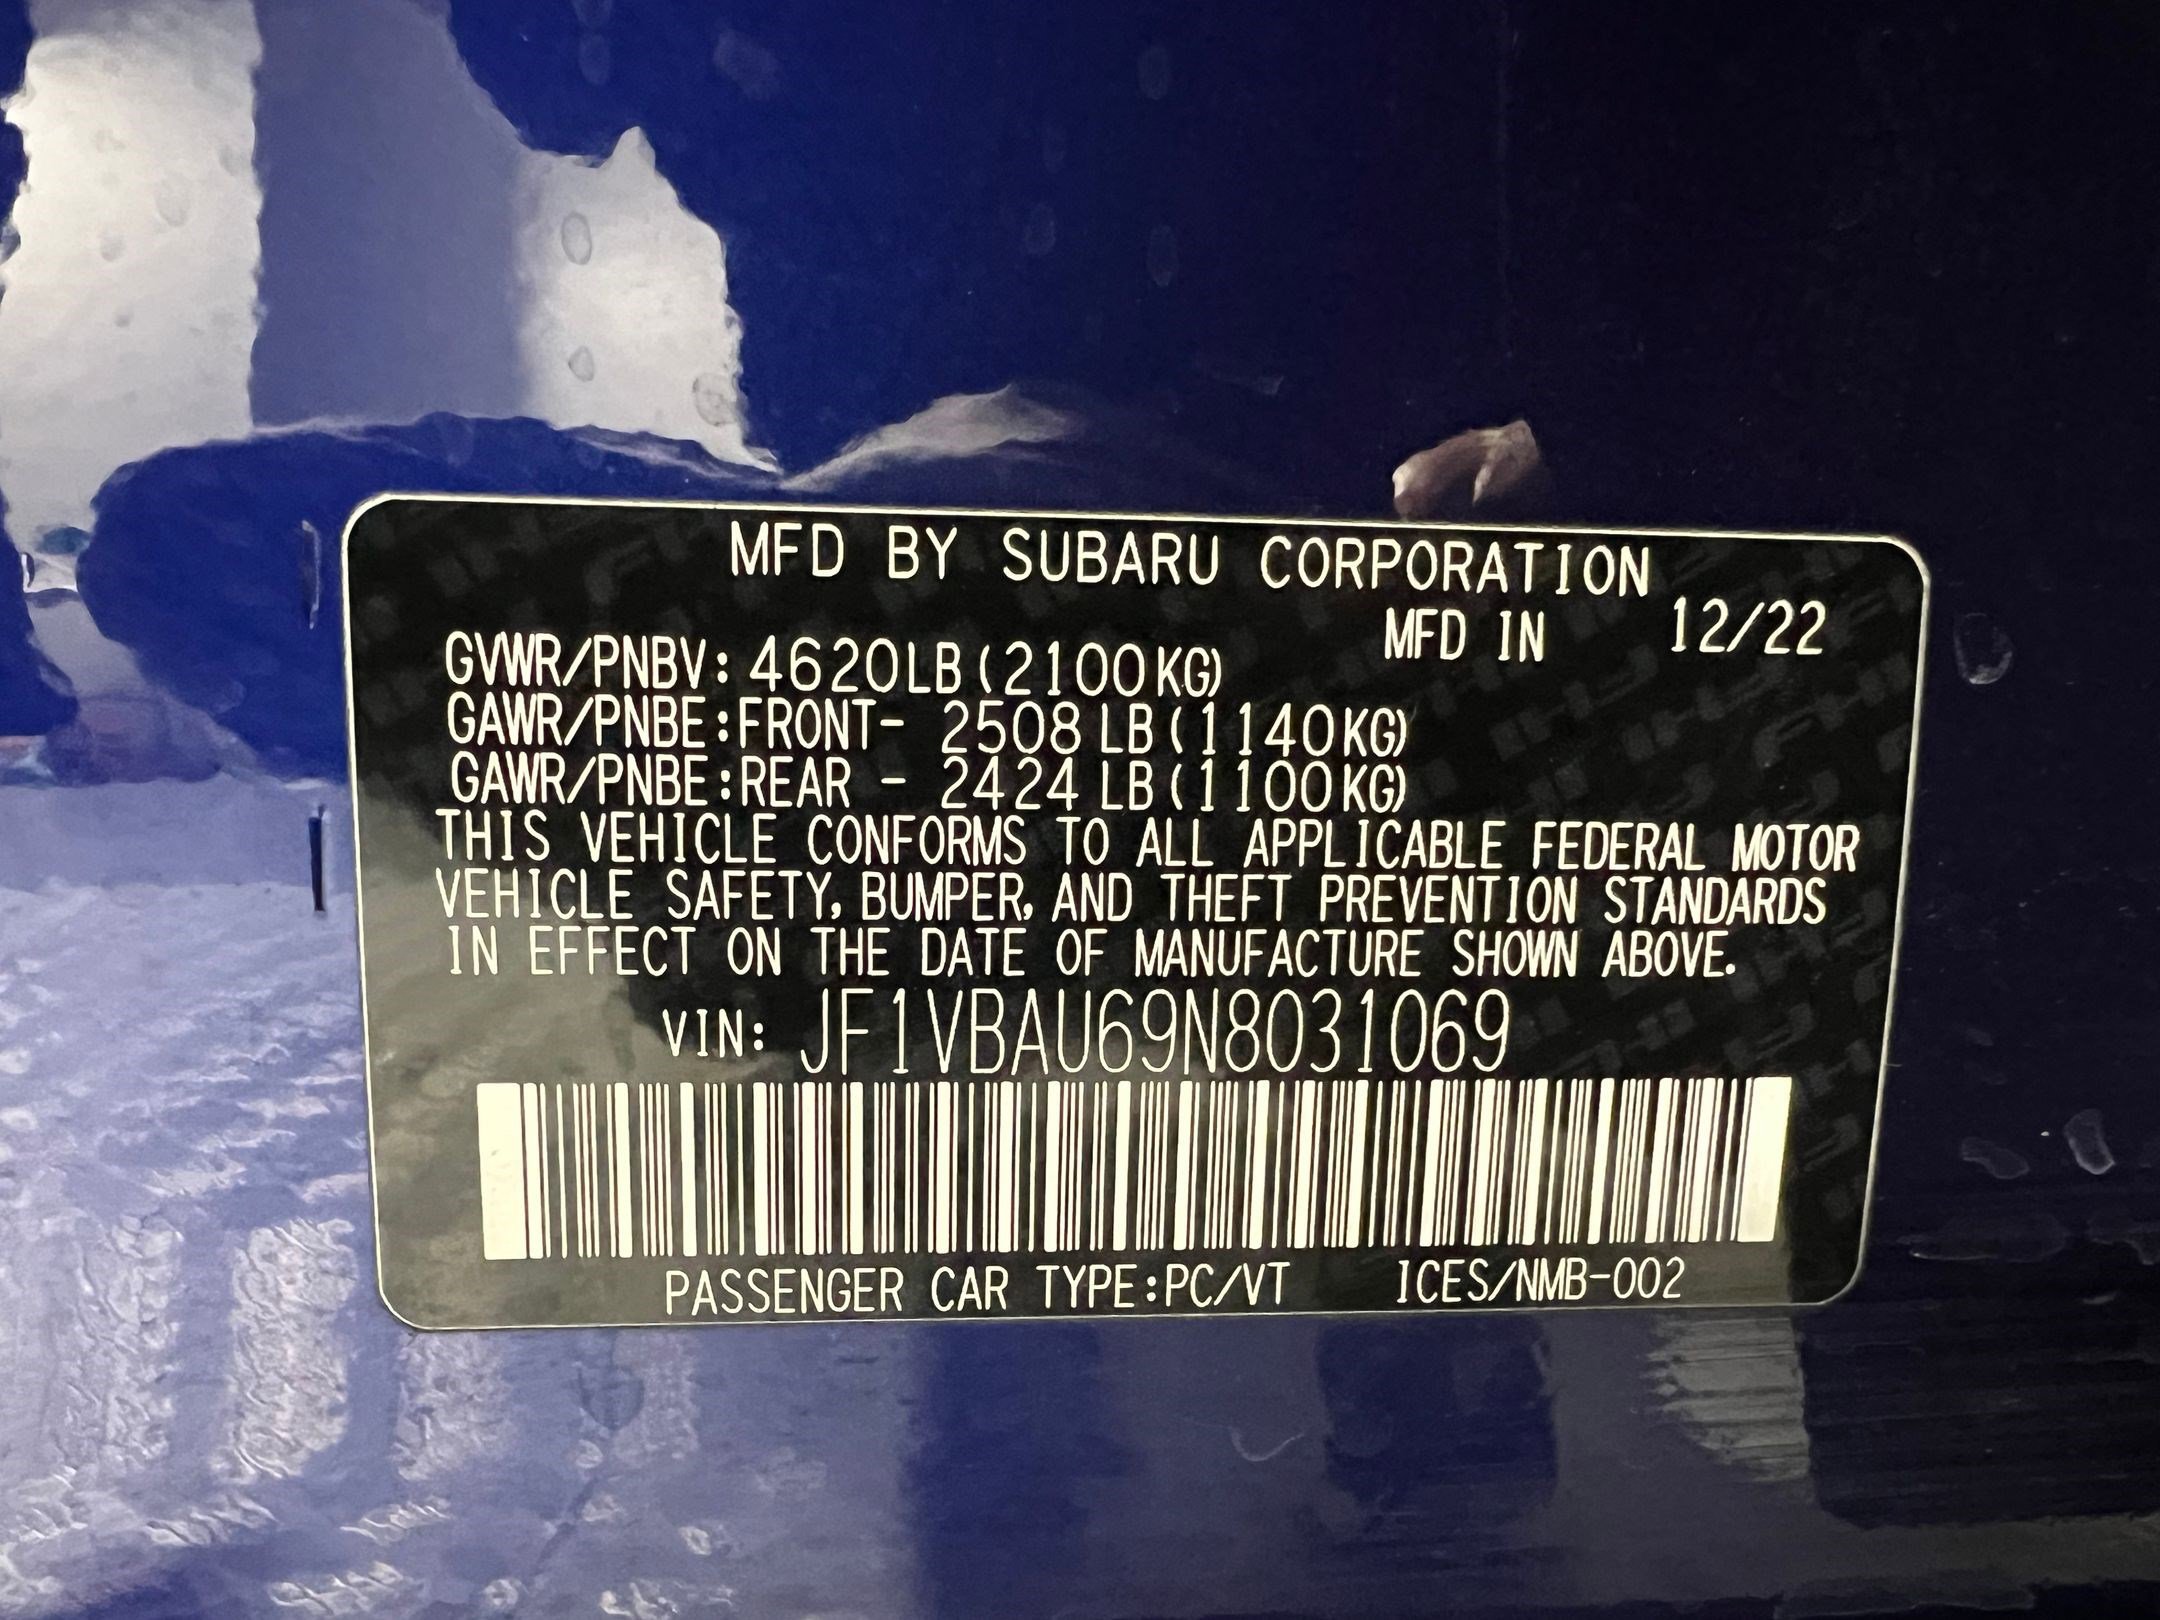 MFD BY SUBARU CORPORATION
MFD IN 12/22
GVWR/PNBV: 4620LB (2100KG)
GAWR/PNBE:FRONT- 2508 LB (1140KG)
GAWR/PNBE:REAR - 2424 LB (1100KG)
THIS VEHICLE CONFORMS TO ALL APPLICABLE FEDERAL MOTOR
VEHICLE SAFETY, BUMPER, AND THEFT PREVENTION STANDARDS
IN EFFECT ON THE DATE OF MANUFACTURE SHOWN ABOVE.
VIN: JF1VBAU69N8031069
PASSENGER CAR TYPE:PC/VT ICES/NMB-002